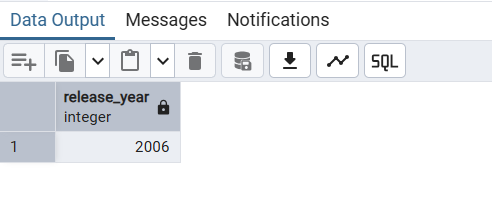 Data Output Messages Notifications
SQL
release_year
integer
1 2006